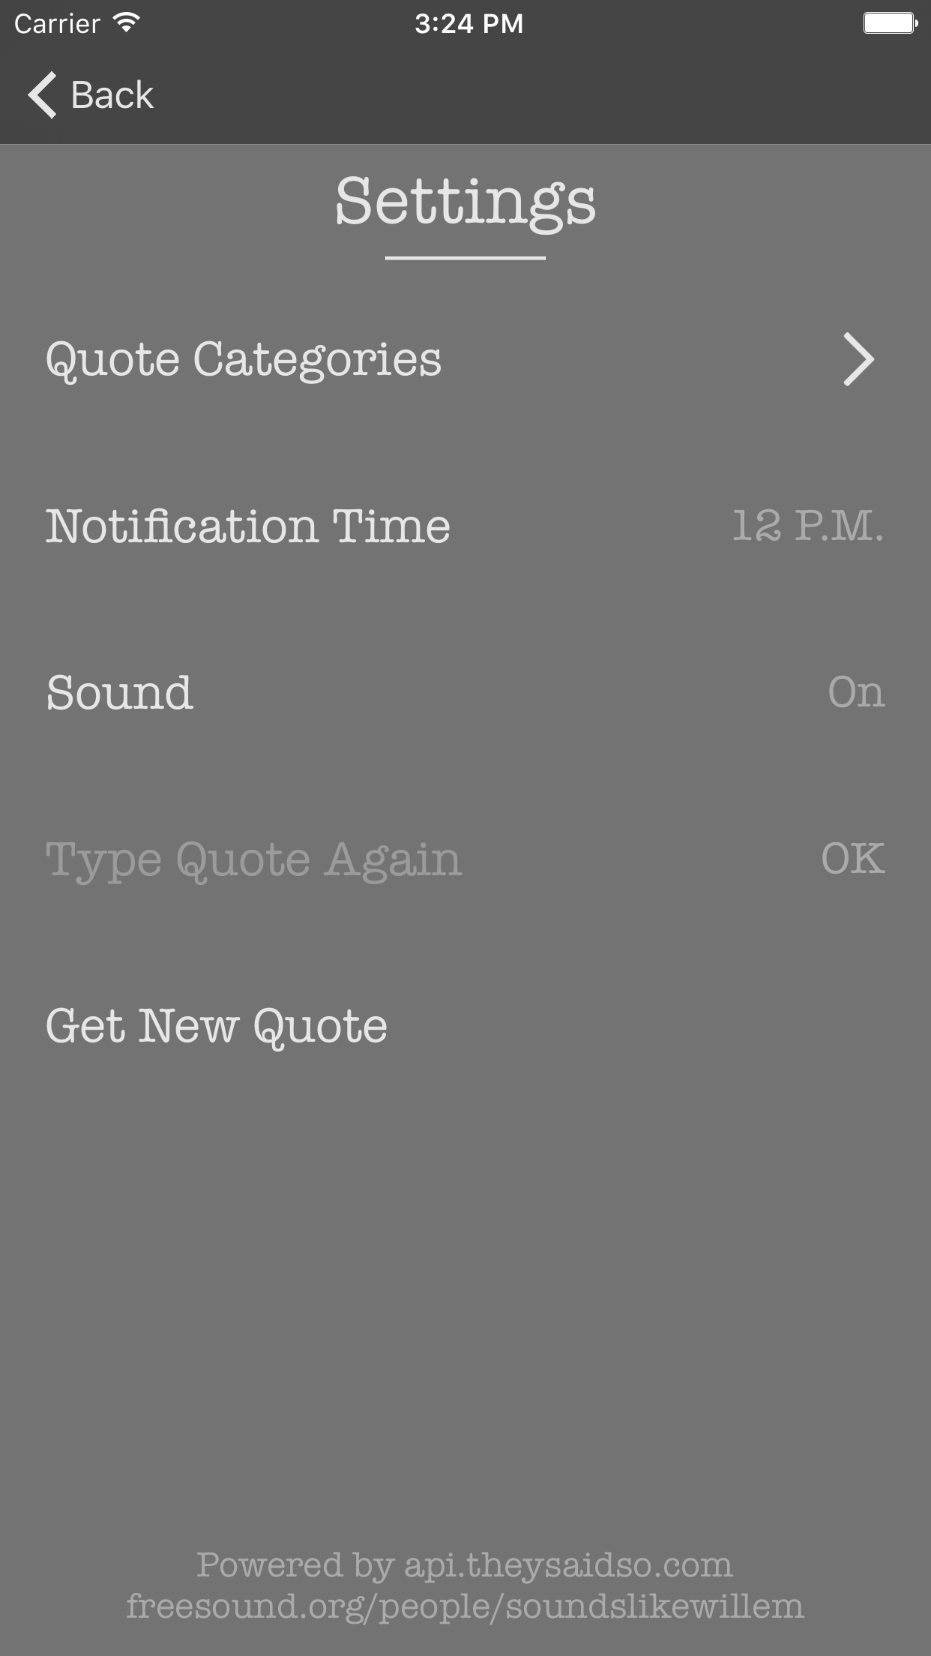 Carrier 3:24 PM
Back
Settings
Quote Categories
Notification Time 12 P.M.
Sound On
Type Quote Again OK
Get New Quote
Powered by api.theysaidso.com
freesound.org/people/soundslikewillem